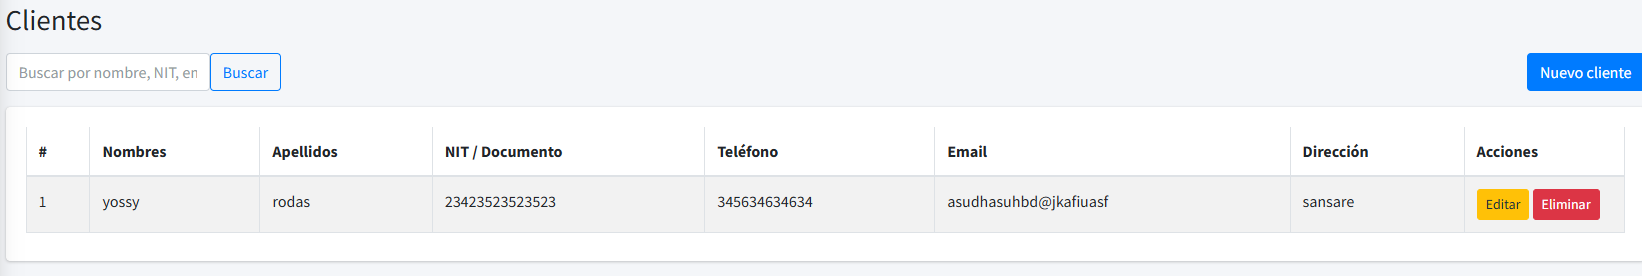 Clientes
Buscar por nombre, NIT, en Buscar Nuevo cliente
# Nombres Apellidos NIT / Documento Teléfono Email Dirección Acciones
1 yossy rodas 23423523523523 345634634634 asudhasuhbd@jkafiuasf sansare Editar Eliminar